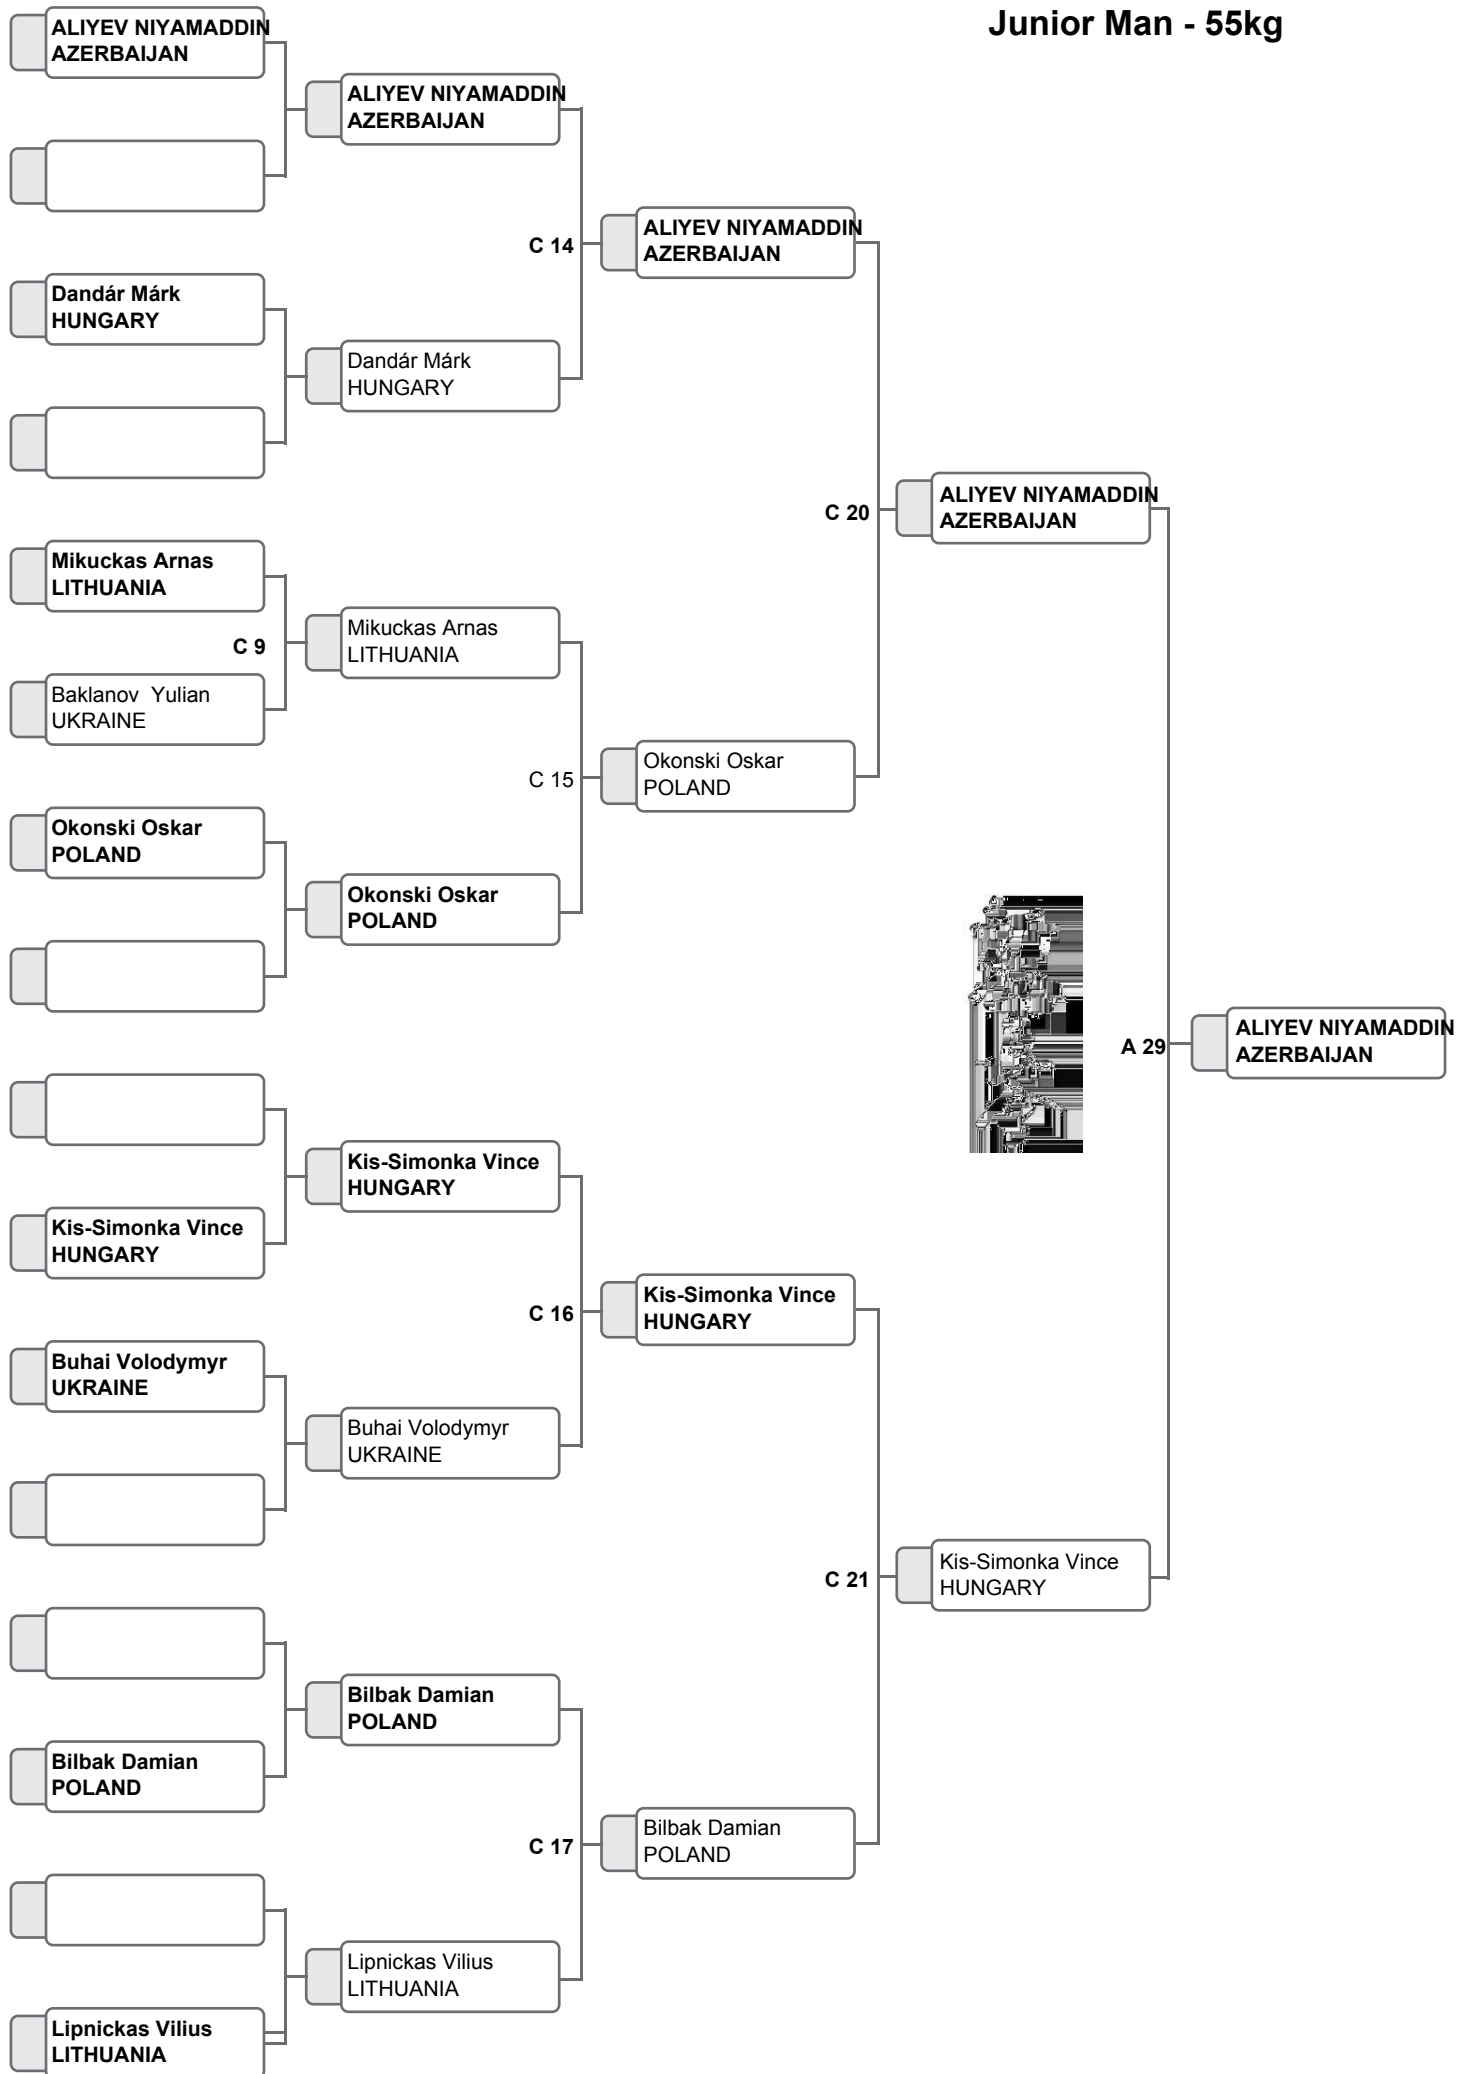 Junior Man - 55kg
ALIYEV NIYAMADDIN
AZERBAIJAN
ALIYEV NIYAMADDIN
AZERBAIJAN
C 14
ALIYEV NIYAMADDIN
AZERBAIJAN
Dandár Márk
HUNGARY
Dandár Márk
HUNGARY
C 20
ALIYEV NIYAMADDIN
AZERBAIJAN
Mikuckas Arnas
LITHUANIA
C 9
Mikuckas Arnas
LITHUANIA
Baklanov  Yulian
UKRAINE
C 15
Okonski Oskar
POLAND
Okonski Oskar
POLAND
Okonski Oskar
POLAND
A 29
ALIYEV NIYAMADDIN
AZERBAIJAN
Kis-Simonka Vince
HUNGARY
Kis-Simonka Vince
HUNGARY
C 16
Kis-Simonka Vince
HUNGARY
Buhai Volodymyr
UKRAINE
Buhai Volodymyr
UKRAINE
C 21
Kis-Simonka Vince
HUNGARY
Bilbak Damian
POLAND
Bilbak Damian
POLAND
C 17
Bilbak Damian
POLAND
Lipnickas Vilius
LITHUANIA
Lipnickas Vilius
LITHUANIA